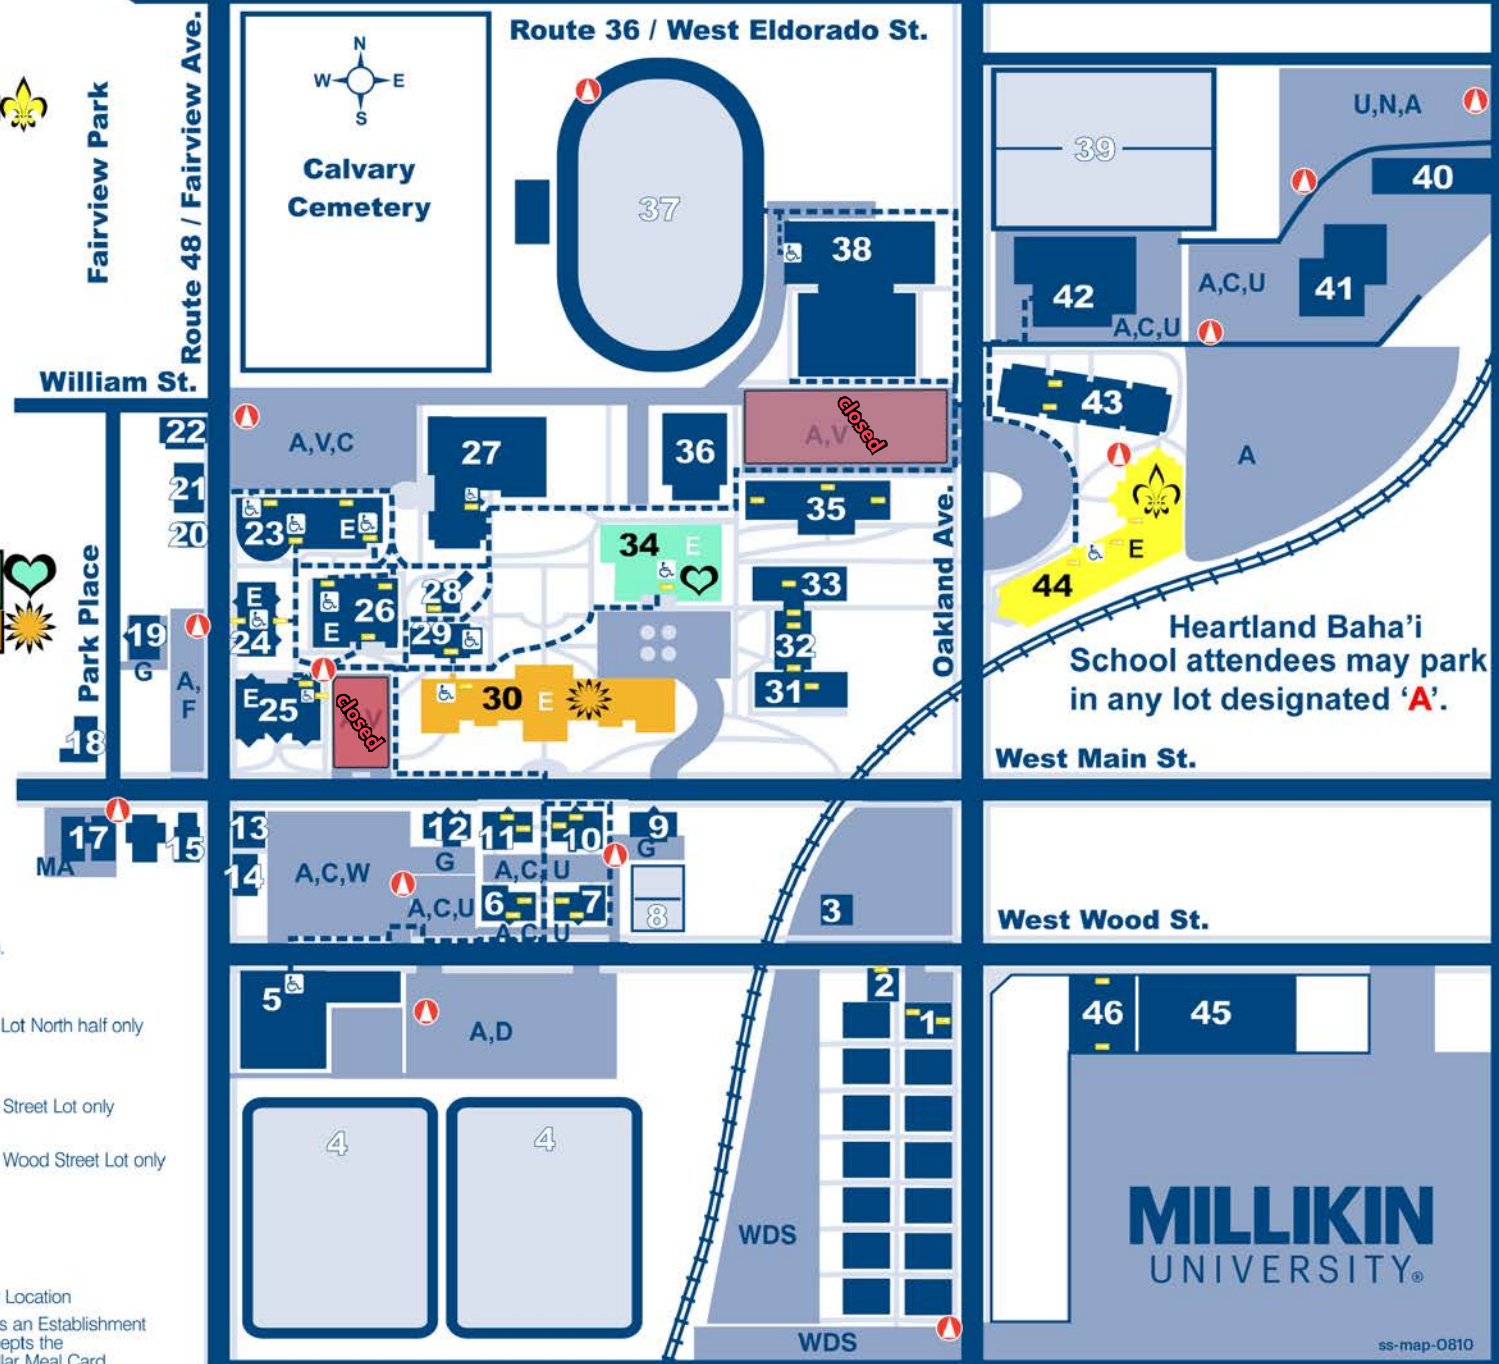 Route 36 / West Eldorado St.
Route 48 / Fairview Ave.
Fairview Park
N
W
E
S
Calvary
Cemetery
37
38
39
U,N,A
40
42
A,C,U
A,C,U
41
William St.
22
21
20
A,V,C
27
36
A,V
closed
43
A
23
E
35
34
E
Oakland Ave.
Park Place
E
24
26
E
28
29
33
32
31
44
E
19
G
A,
F
18
E
25
A,V
closed
30
E
Heartland Baha'i
School attendees may park
in any lot designated 'A'.
West Main St.
17
MA
15
13
14
A,C,W
12
G
11
10
9
G
A,C,U
A,C,U
6
7
8
A,C,U
3
West Wood St.
5
A,D
2
1
46
45
Lot North half only
Street Lot only
Wood Street Lot only
4
4
WDS
WDS
MILLIKIN
UNIVERSITY®
Location
s an Establishment
epts the
lar Meal Card
ss-map-0810